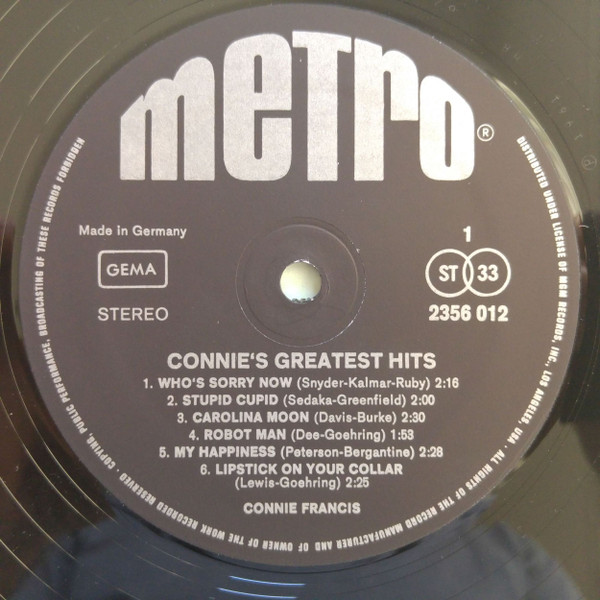 metro®
Made in Germany
GEMA
STEREO
1
ST 33
2356 012
CONNIE'S GREATEST HITS
1. WHO'S SORRY NOW (Snyder-Kalmar-Ruby) 2:16
2. STUPID CUPID (Sedaka-Greenfield) 2:00
3. CAROLINA MOON (Davis-Burke) 2:30
4. ROBOT MAN (Dee-Goehring) 1:53
5. MY HAPPINESS (Peterson-Bergantine) 2:28
6. LIPSTICK ON YOUR COLLAR
(Lewis-Goehring) 2:25
CONNIE FRANCIS
DISTRIBUTED UNDER LICENSE OF MGM RECORDS, INC., LOS ANGELES, USA · ALL RIGHTS OF THE RECORD MANUFACTURER AND OF OWNER OF THE WORK RECORDED RESERVED - COPYING, PUBLIC PERFORMANCE, BROADCASTING OF THESE RECORDS FORBIDDEN